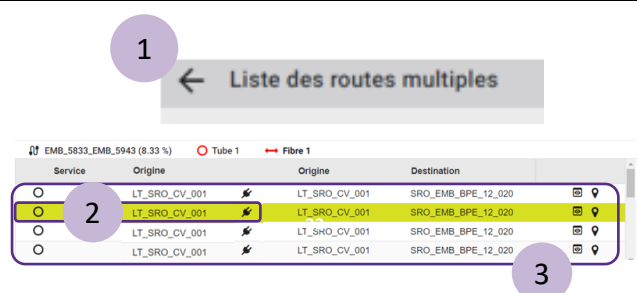 1
Liste des routes multiples
EMB_5833_EMB_5943 (8.33 %) Tube 1 Fibre 1
Service Origine Origine Destination
LT_SRO_CV_001 LT_SRO_CV_001 SRO_EMB_BPE_12_020
2 LT_SRO_CV_001 LT_SRO_CV_001 SRO_EMB_BPE_12_020
LT_SRO_CV_001 LT_SRO_CV_001 SRO_EMB_BPE_12_020
LT_SRO_CV_001 LT_SRO_CV_001 SRO_EMB_BPE_12_020
3